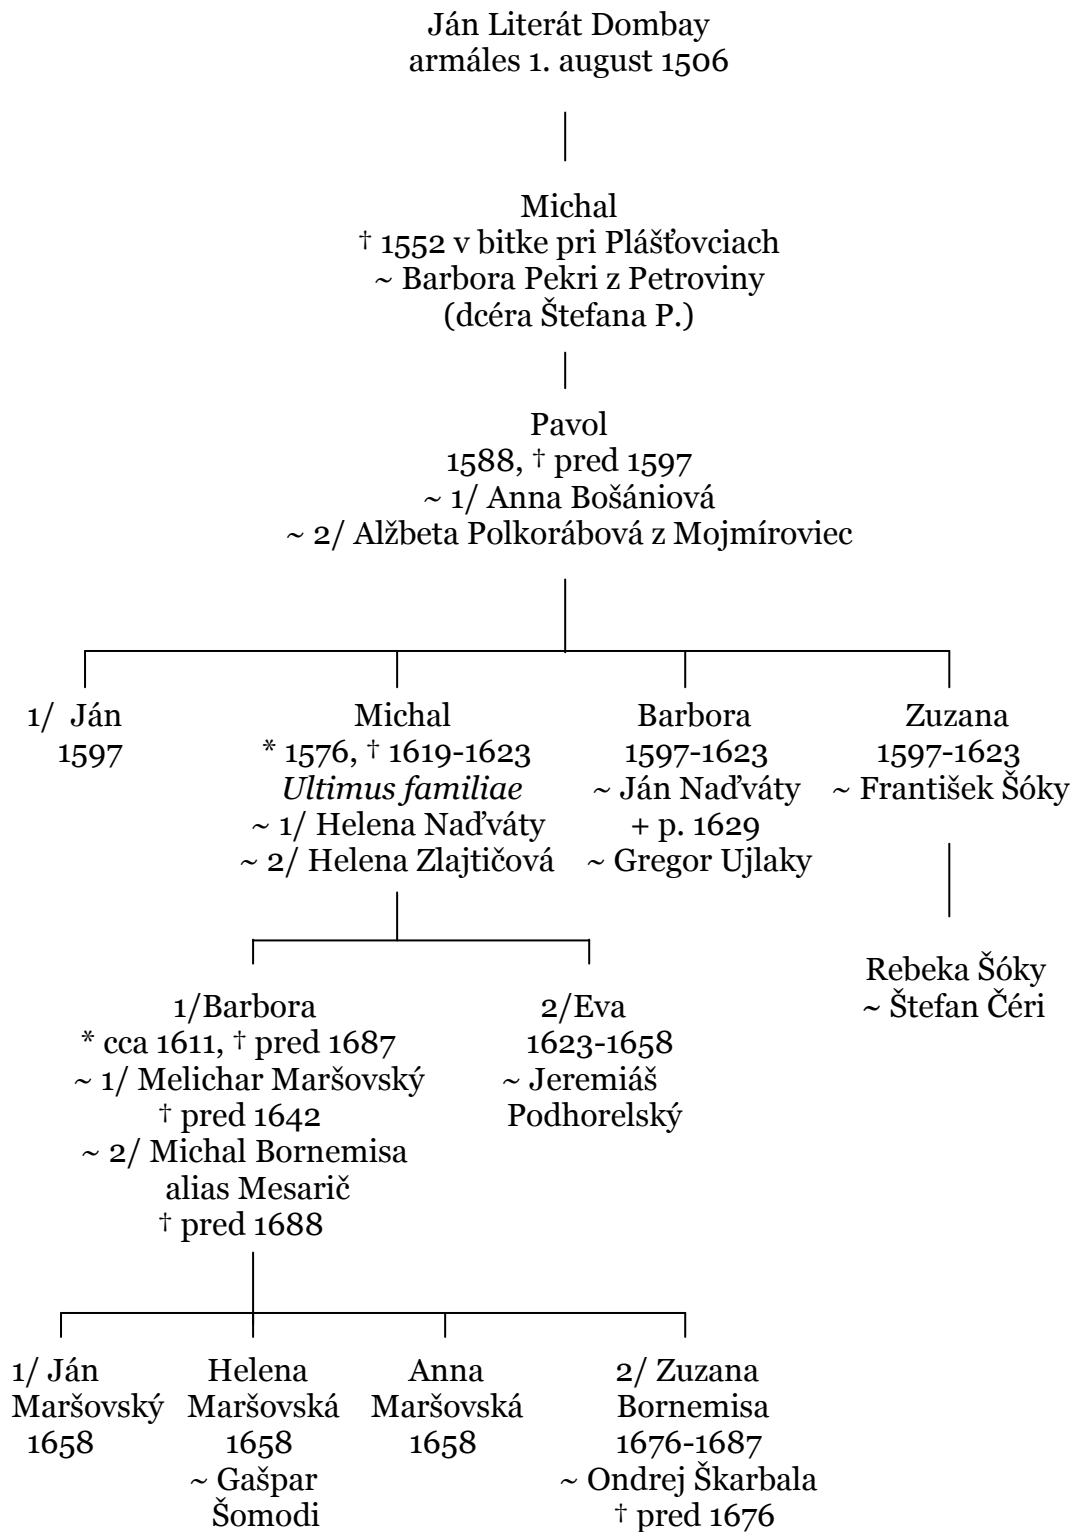 Ján Literát Dombay
armáles 1. august 1506
Michal
† 1552 v bitke pri Plášťovciach
~ Barbora Pekri z Petroviny
(dcéra Štefana P.)
Pavol
1588, † pred 1597
~ 1/ Anna Bošániová
~ 2/ Alžbeta Polkorábová z Mojmíroviec
1/ Ján
1597
Michal
* 1576, † 1619-1623
Ultimus familiae
~ 1/ Helena Naďváty
~ 2/ Helena Zlajtičová
Barbora
1597-1623
~ Ján Naďváty
+ p. 1629
~ Gregor Ujlaky
Zuzana
1597-1623
~ František Šóky
Rebeka Šóky
~ Štefan Čéri
1/Barbora
* cca 1611, † pred 1687
~ 1/ Melichar Maršovský
† pred 1642
~ 2/ Michal Bornemisa
alias Mesarič
† pred 1688
2/Eva
1623-1658
~ Jeremiáš
Podhorelský
1/ Ján
Maršovský
1658
Helena
Maršovská
1658
~ Gašpar
Šomodi
Anna
Maršovská
1658
2/ Zuzana
Bornemisa
1676-1687
~ Ondrej Škarbala
† pred 1676